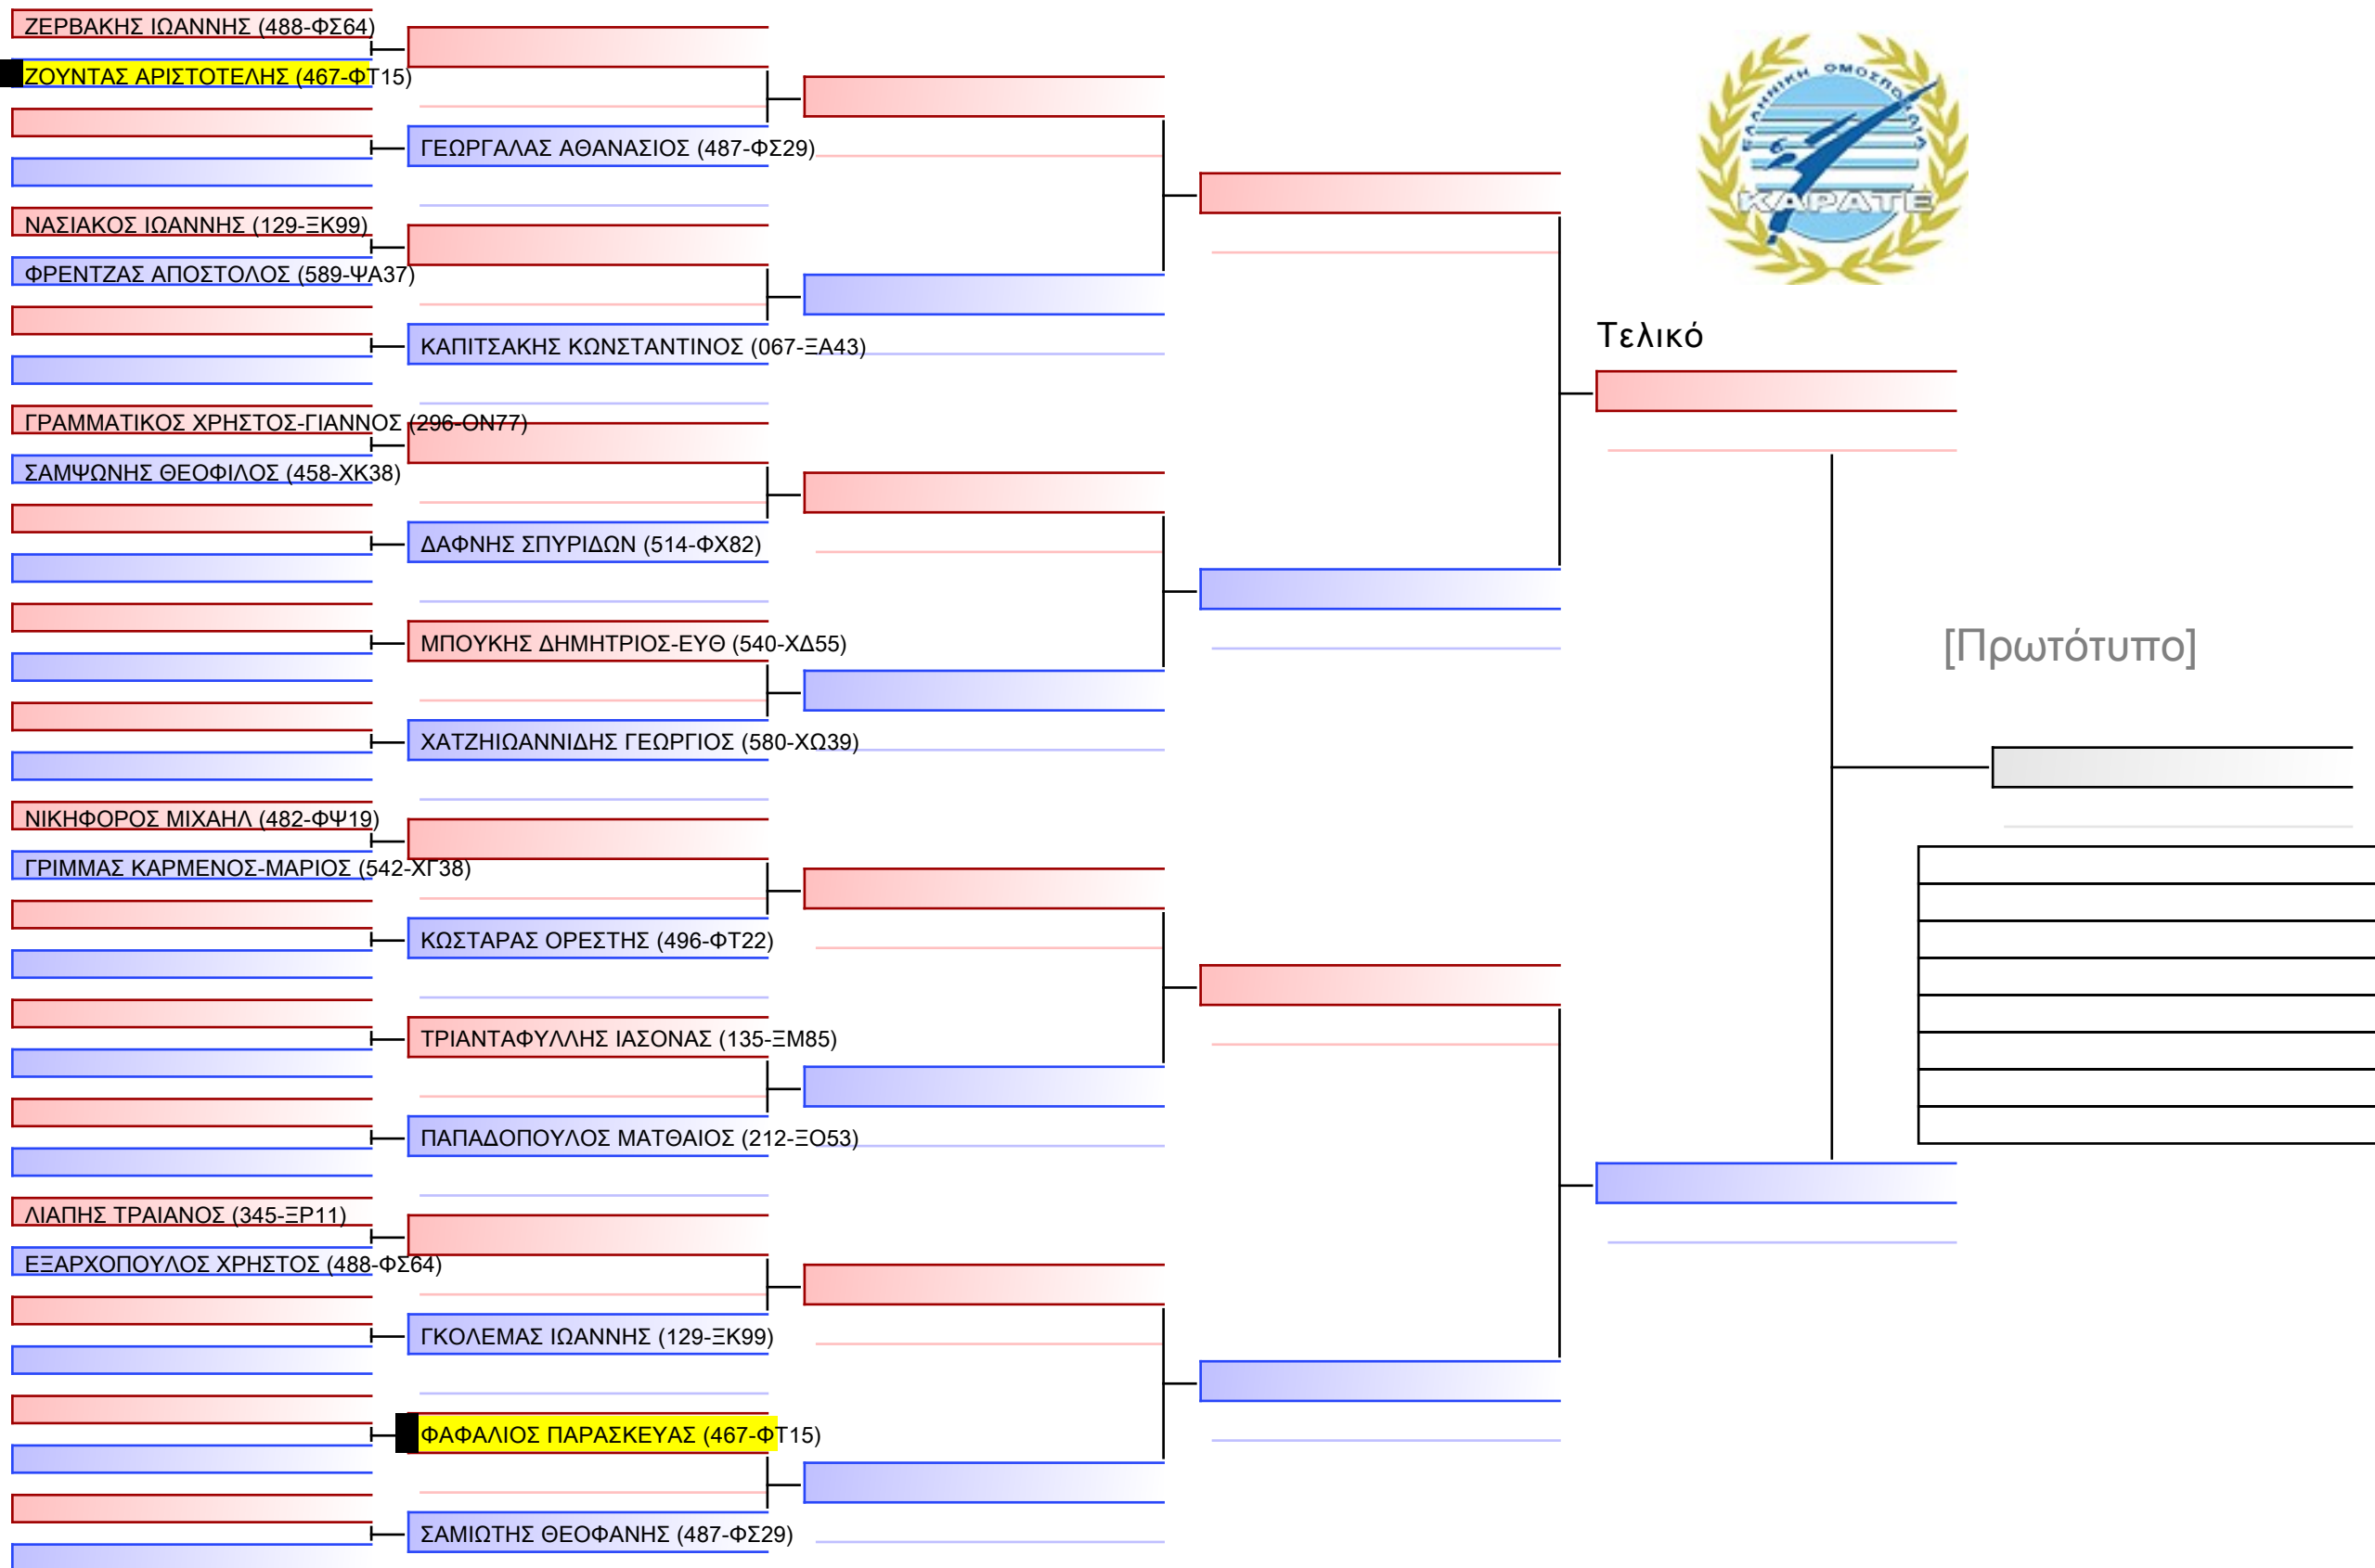 ΖΕΡΒΑΚΗΣ ΙΩΑΝΝΗΣ (488-ΦΣ64)
ΖΟΥΝΤΑΣ ΑΡΙΣΤΟΤΕΛΗΣ (467-ΦΤ15)
ΓΕΩΡΓΑΛΑΣ ΑΘΑΝΑΣΙΟΣ (487-ΦΣ29)
ΝΑΣΙΑΚΟΣ ΙΩΑΝΝΗΣ (129-ΞΚ99)
ΦΡΕΝΤΖΑΣ ΑΠΟΣΤΟΛΟΣ (589-ΨΑ37)
ΚΑΠΙΤΣΑΚΗΣ ΚΩΝΣΤΑΝΤΙΝΟΣ (067-ΞΑ43)
ΓΡΑΜΜΑΤΙΚΟΣ ΧΡΗΣΤΟΣ-ΓΙΑΝΝΟΣ (296-ΟΝ77)
ΣΑΜΨΩΝΗΣ ΘΕΟΦΙΛΟΣ (458-ΧΚ38)
ΔΑΦΝΗΣ ΣΠΥΡΙΔΩΝ (514-ΦΧ82)
ΜΠΟΥΚΗΣ ΔΗΜΗΤΡΙΟΣ-ΕΥΘ (540-ΧΔ55)
ΧΑΤΖΗΙΩΑΝΝΙΔΗΣ ΓΕΩΡΓΙΟΣ (580-ΧΩ39)
ΝΙΚΗΦΟΡΟΣ ΜΙΧΑΗΛ (482-ΦΨ19)
ΓΡΙΜΜΑΣ ΚΑΡΜΕΝΟΣ-ΜΑΡΙΟΣ (542-ΧΓ38)
ΚΩΣΤΑΡΑΣ ΟΡΕΣΤΗΣ (496-ΦΤ22)
ΤΡΙΑΝΤΑΦΥΛΛΗΣ ΙΑΣΟΝΑΣ (135-ΞΜ85)
ΠΑΠΑΔΟΠΟΥΛΟΣ ΜΑΤΘΑΙΟΣ (212-ΞΟ53)
ΛΙΑΠΗΣ ΤΡΑΙΑΝΟΣ (345-ΞΡ11)
ΕΞΑΡΧΟΠΟΥΛΟΣ ΧΡΗΣΤΟΣ (488-ΦΣ64)
ΓΚΟΛΕΜΑΣ ΙΩΑΝΝΗΣ (129-ΞΚ99)
ΦΑΦΑΛΙΟΣ ΠΑΡΑΣΚΕΥΑΣ (467-ΦΤ15)
ΣΑΜΙΩΤΗΣ ΘΕΟΦΑΝΗΣ (487-ΦΣ29)
ΕΛΛΗΝΙΚΗ ΟΜΟΣΠΟΝΔΙΑ
ΚΑΡΑΤΕ
Τελικό
[Πρωτότυπο]